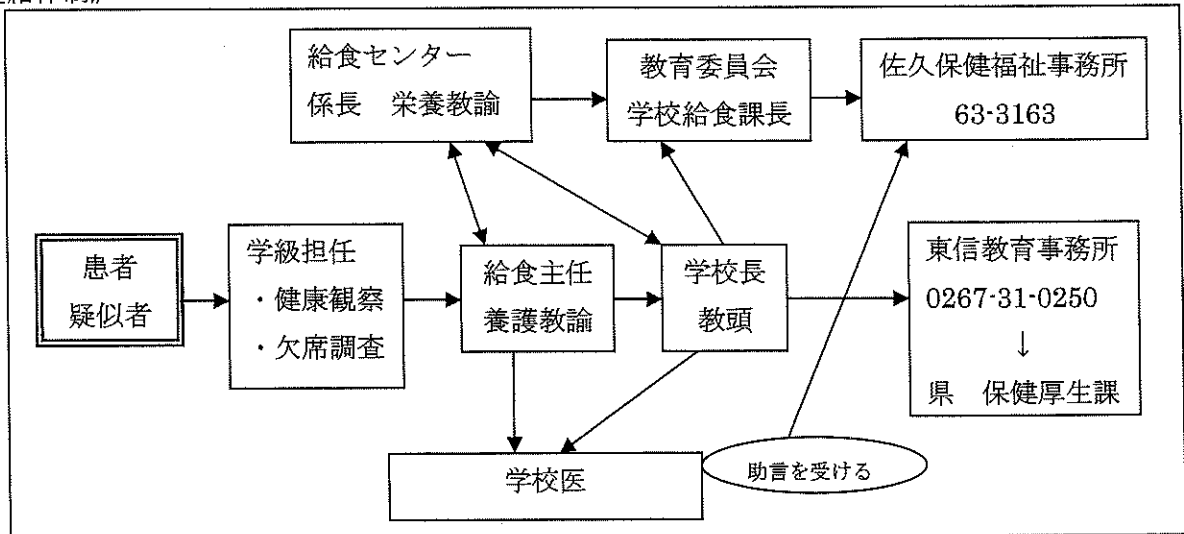 給食センター
係長　栄養教諭
教育委員会
学校給食課長
佐久保健福祉事務所
63-3163
患者
疑似者
学級担任
・健康観察
・欠席調査
給食主任
養護教諭
学校長
教頭
東信教育事務所
0267-31-0250
↓
県　保健厚生課
学校医
助言を受ける